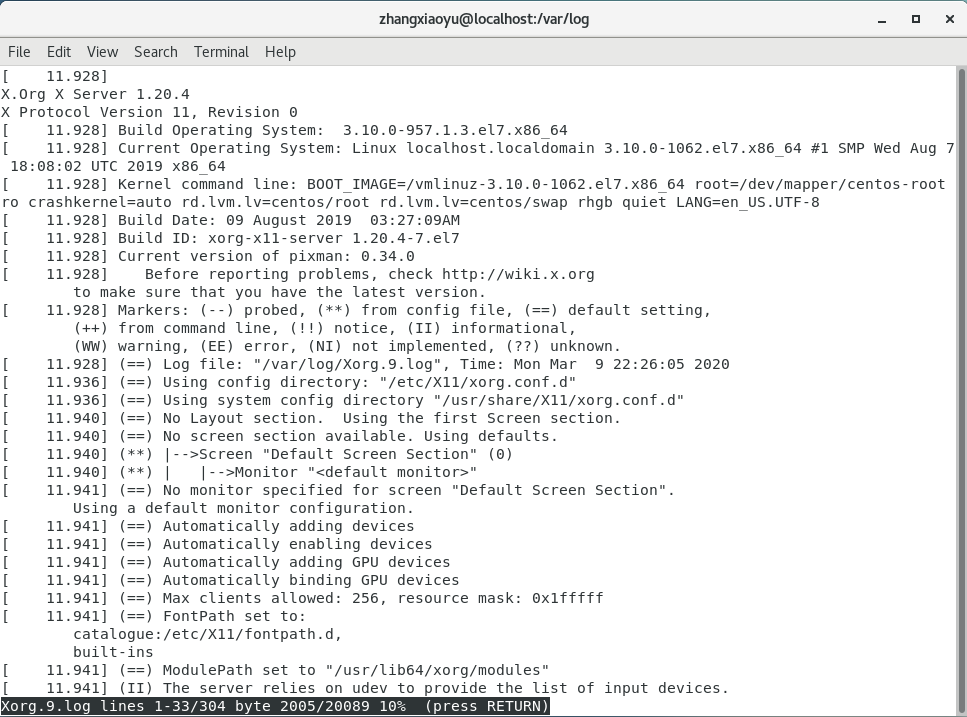 zhangxiaoyu@localhost:/var/log
File Edit View Search Terminal Help
[    11.928]
X.Org X Server 1.20.4
X Protocol Version 11, Revision 0
[    11.928] Build Operating System:  3.10.0-957.1.3.el7.x86_64
[    11.928] Current Operating System: Linux localhost.localdomain 3.10.0-1062.el7.x86_64 #1 SMP Wed Aug 7
 18:08:02 UTC 2019 x86_64
[    11.928] Kernel command line: BOOT_IMAGE=/vmlinuz-3.10.0-1062.el7.x86_64 root=/dev/mapper/centos-root
ro crashkernel=auto rd.lvm.lv=centos/root rd.lvm.lv=centos/swap rhgb quiet LANG=en_US.UTF-8
[    11.928] Build Date: 09 August 2019  03:27:09AM
[    11.928] Build ID: xorg-x11-server 1.20.4-7.el7
[    11.928] Current version of pixman: 0.34.0
[    11.928]    Before reporting problems, check http://wiki.x.org
        to make sure that you have the latest version.
[    11.928] Markers: (--) probed, (**) from config file, (==) default setting,
        (++) from command line, (!!) notice, (II) informational,
        (WW) warning, (EE) error, (NI) not implemented, (??) unknown.
[    11.928] (==) Log file: "/var/log/Xorg.9.log", Time: Mon Mar  9 22:26:05 2020
[    11.936] (==) Using config directory: "/etc/X11/xorg.conf.d"
[    11.936] (==) Using system config directory "/usr/share/X11/xorg.conf.d"
[    11.940] (==) No Layout section.  Using the first Screen section.
[    11.940] (==) No screen section available. Using defaults.
[    11.940] (**) |-->Screen "Default Screen Section" (0)
[    11.940] (**) |   |-->Monitor "<default monitor>"
[    11.941] (==) No monitor specified for screen "Default Screen Section".
        Using a default monitor configuration.
[    11.941] (==) Automatically adding devices
[    11.941] (==) Automatically enabling devices
[    11.941] (==) Automatically adding GPU devices
[    11.941] (==) Automatically binding GPU devices
[    11.941] (==) Max clients allowed: 256, resource mask: 0x1fffff
[    11.941] (==) FontPath set to:
        catalogue:/etc/X11/fontpath.d,
        built-ins
[    11.941] (==) ModulePath set to "/usr/lib64/xorg/modules"
[    11.941] (II) The server relies on udev to provide the list of input devices.
Xorg.9.log lines 1-33/304 byte 2005/20089 10%  (press RETURN)